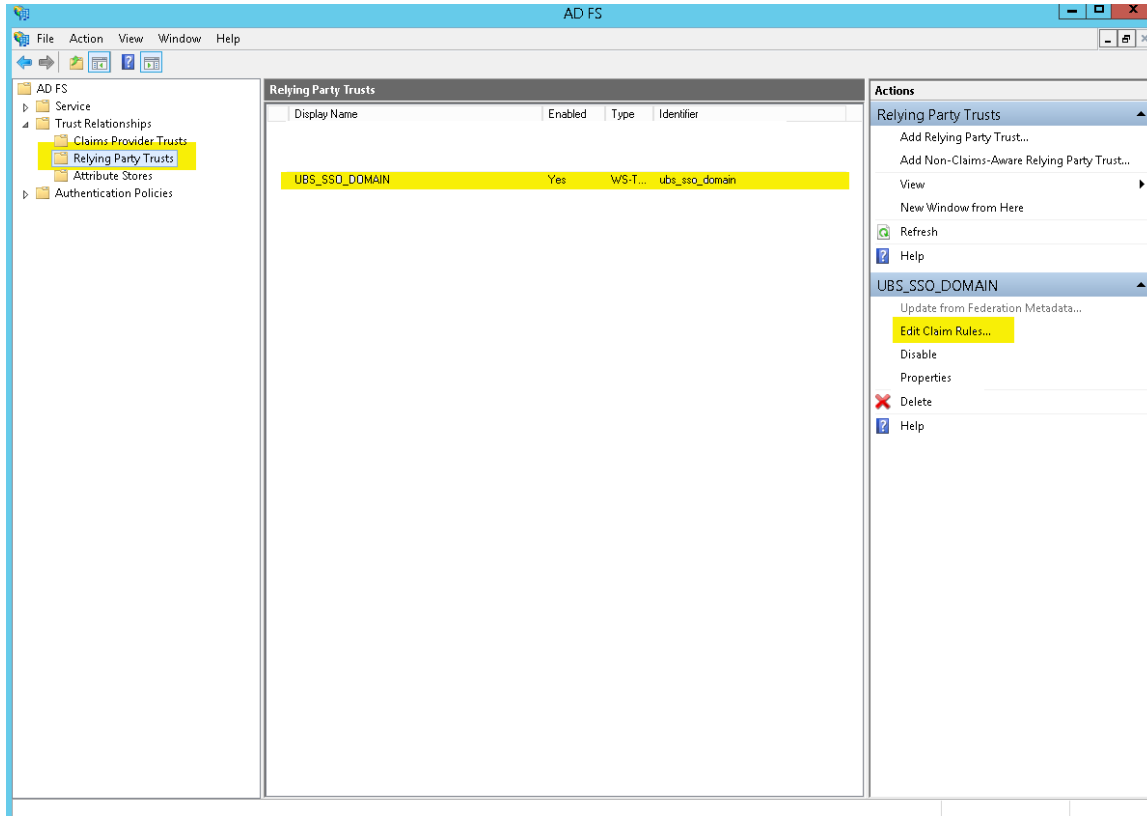 AD FS
File Action View Window Help
AD FS
Service
Trust Relationships
Claims Provider Trusts
Relying Party Trusts
Attribute Stores
Authentication Policies
Relying Party Trusts
Display Name Enabled Type Identifier
UBS_SSO_DOMAIN Yes WS-T... ubs_sso_domain
Actions
Relying Party Trusts
Add Relying Party Trust...
Add Non-Claims-Aware Relying Party Trust...
View
New Window from Here
Refresh
Help
UBS_SSO_DOMAIN
Update from Federation Metadata...
Edit Claim Rules...
Disable
Properties
Delete
Help